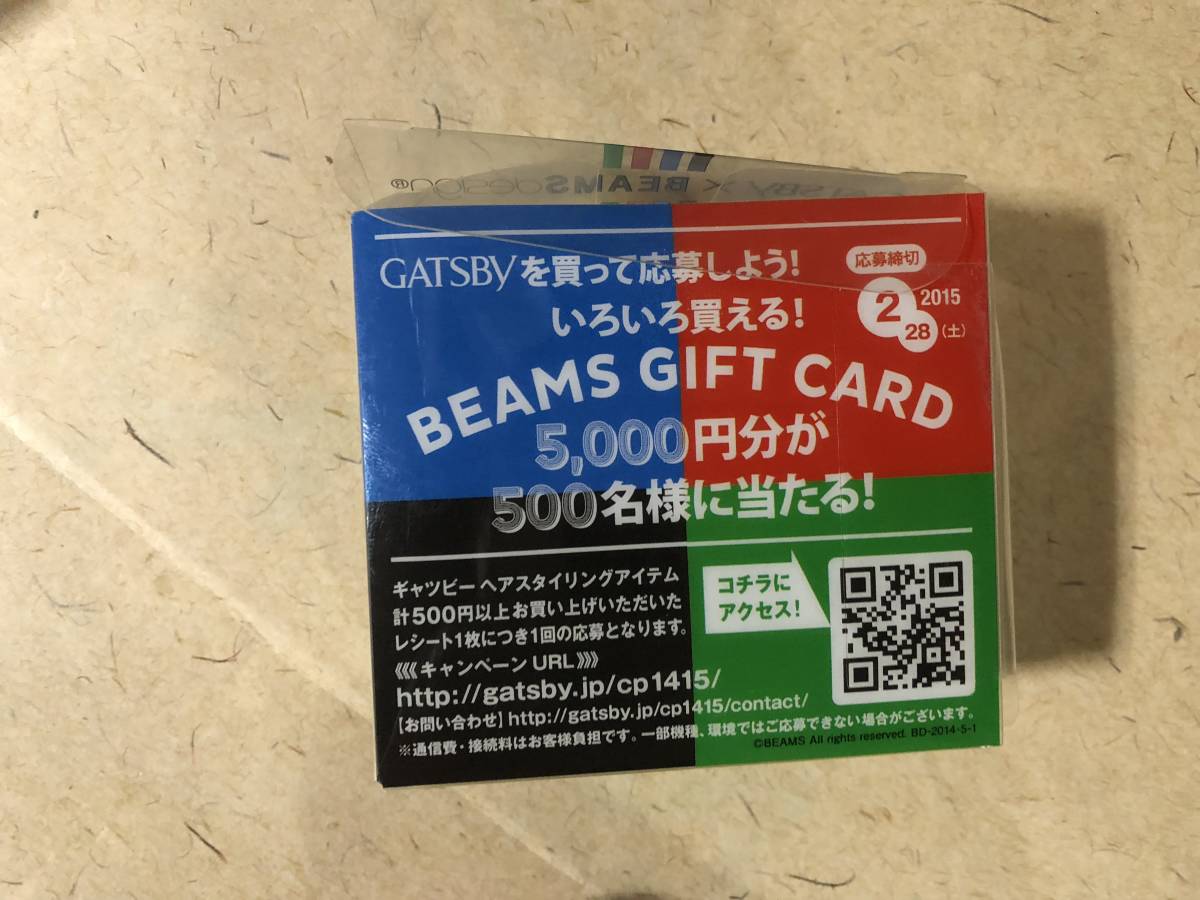 GATSBY × BEAMSdesign®
GATSBYを買って応募しよう!
いろいろ買える!
応募締切
2015
2
28(土)
BEAMS GIFT CARD
5,000円分が
500名様に当たる!
ギャツビー ヘアスタイリングアイテム
計500円以上お買い上げいただいた
レシート1枚につき1回の応募となります。
コチラに
アクセス!
《《《キャンペーン URL》》》
http://gatsby.jp/cp1415/
【お問い合わせ】http://gatsby.jp/cp1415/contact/
※通信費・接続料はお客様負担です。一部機種、環境ではご応募できない場合がございます。
©BEAMS All rights reserved. BD-2014-5-1